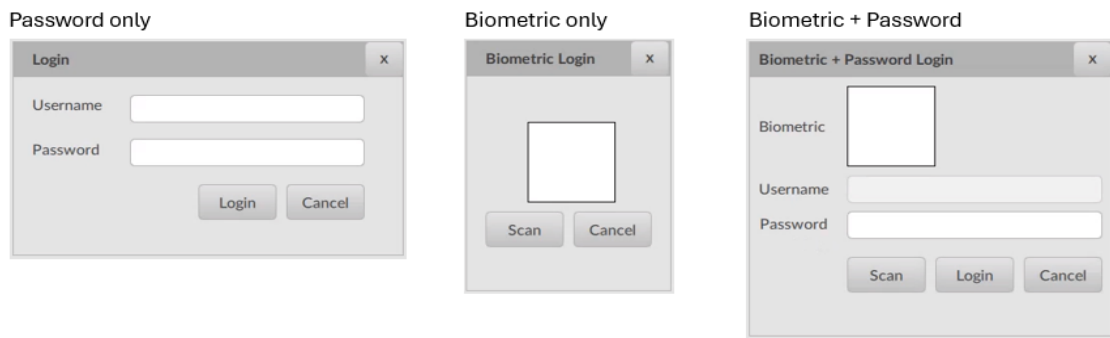 Password only
Login x
Username
Password
Login Cancel
Biometric only
Biometric Login x
Scan Cancel
Biometric + Password
Biometric + Password Login x
Biometric
Username
Password
Scan Login Cancel